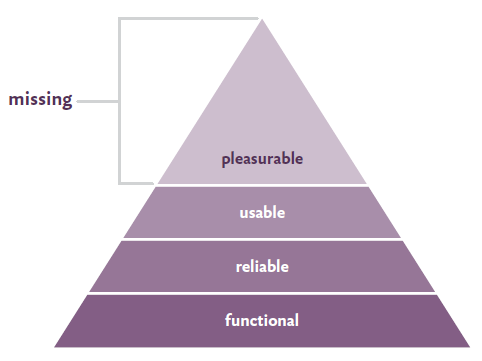 missing
pleasurable
usable
reliable
functional